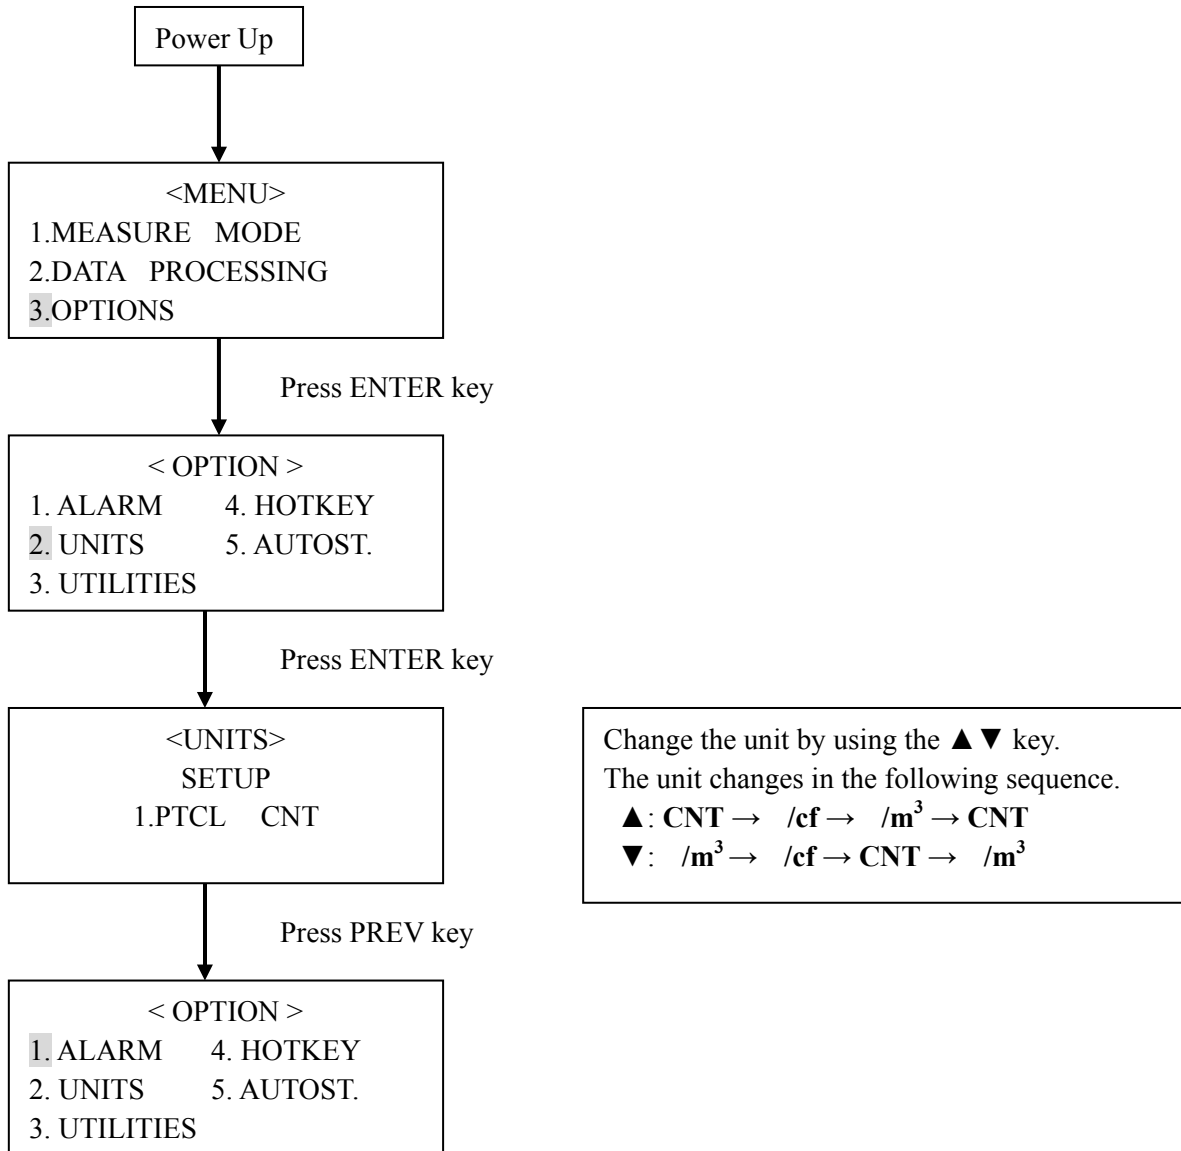 Power Up
<MENU>
1.MEASURE MODE
2.DATA PROCESSING
3.OPTIONS
Press ENTER key
< OPTION >
1. ALARM 4. HOTKEY
2. UNITS 5. AUTOST.
3. UTILITIES
Press ENTER key
<UNITS>
SETUP
1.PTCL CNT
Change the unit by using the ▲▼ key.
The unit changes in the following sequence.
▲: CNT → /cf → /m³ → CNT
▼: /m³ → /cf → CNT → /m³
Press PREV key
< OPTION >
1. ALARM 4. HOTKEY
2. UNITS 5. AUTOST.
3. UTILITIES